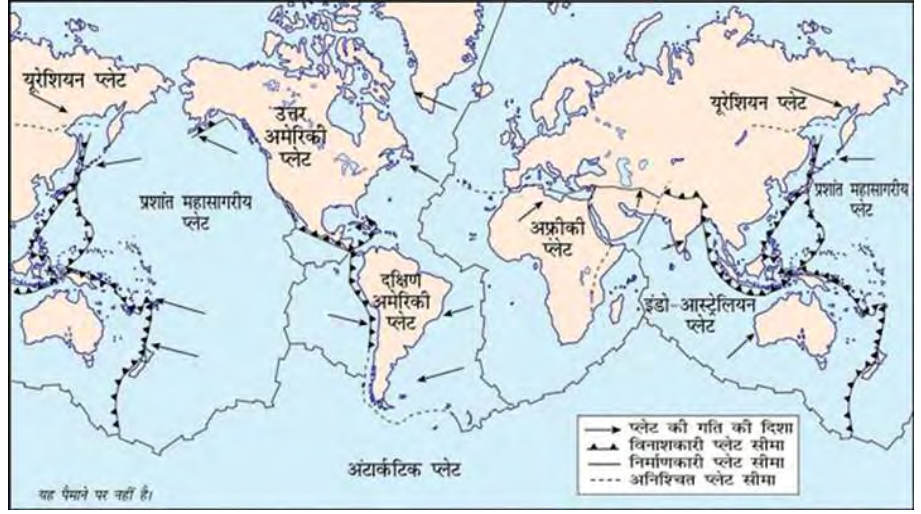 यूरेशियन प्लेट
उत्तर
अमेरिकी
प्लेट
यूरेशियन प्लेट
प्रशांत महासागरीय
प्लेट
प्रशांत महासागरीय
प्लेट
अफ्रीकी
प्लेट
दक्षिण
अमेरिकी
प्लेट
इंडो-आस्ट्रेलियन
प्लेट
अंटार्कटिक प्लेट
प्लेट की गति की दिशा
विनाशकारी प्लेट सीमा
निर्माणकारी प्लेट सीमा
अनिश्चित प्लेट सीमा
यह पैमाने पर नहीं है।